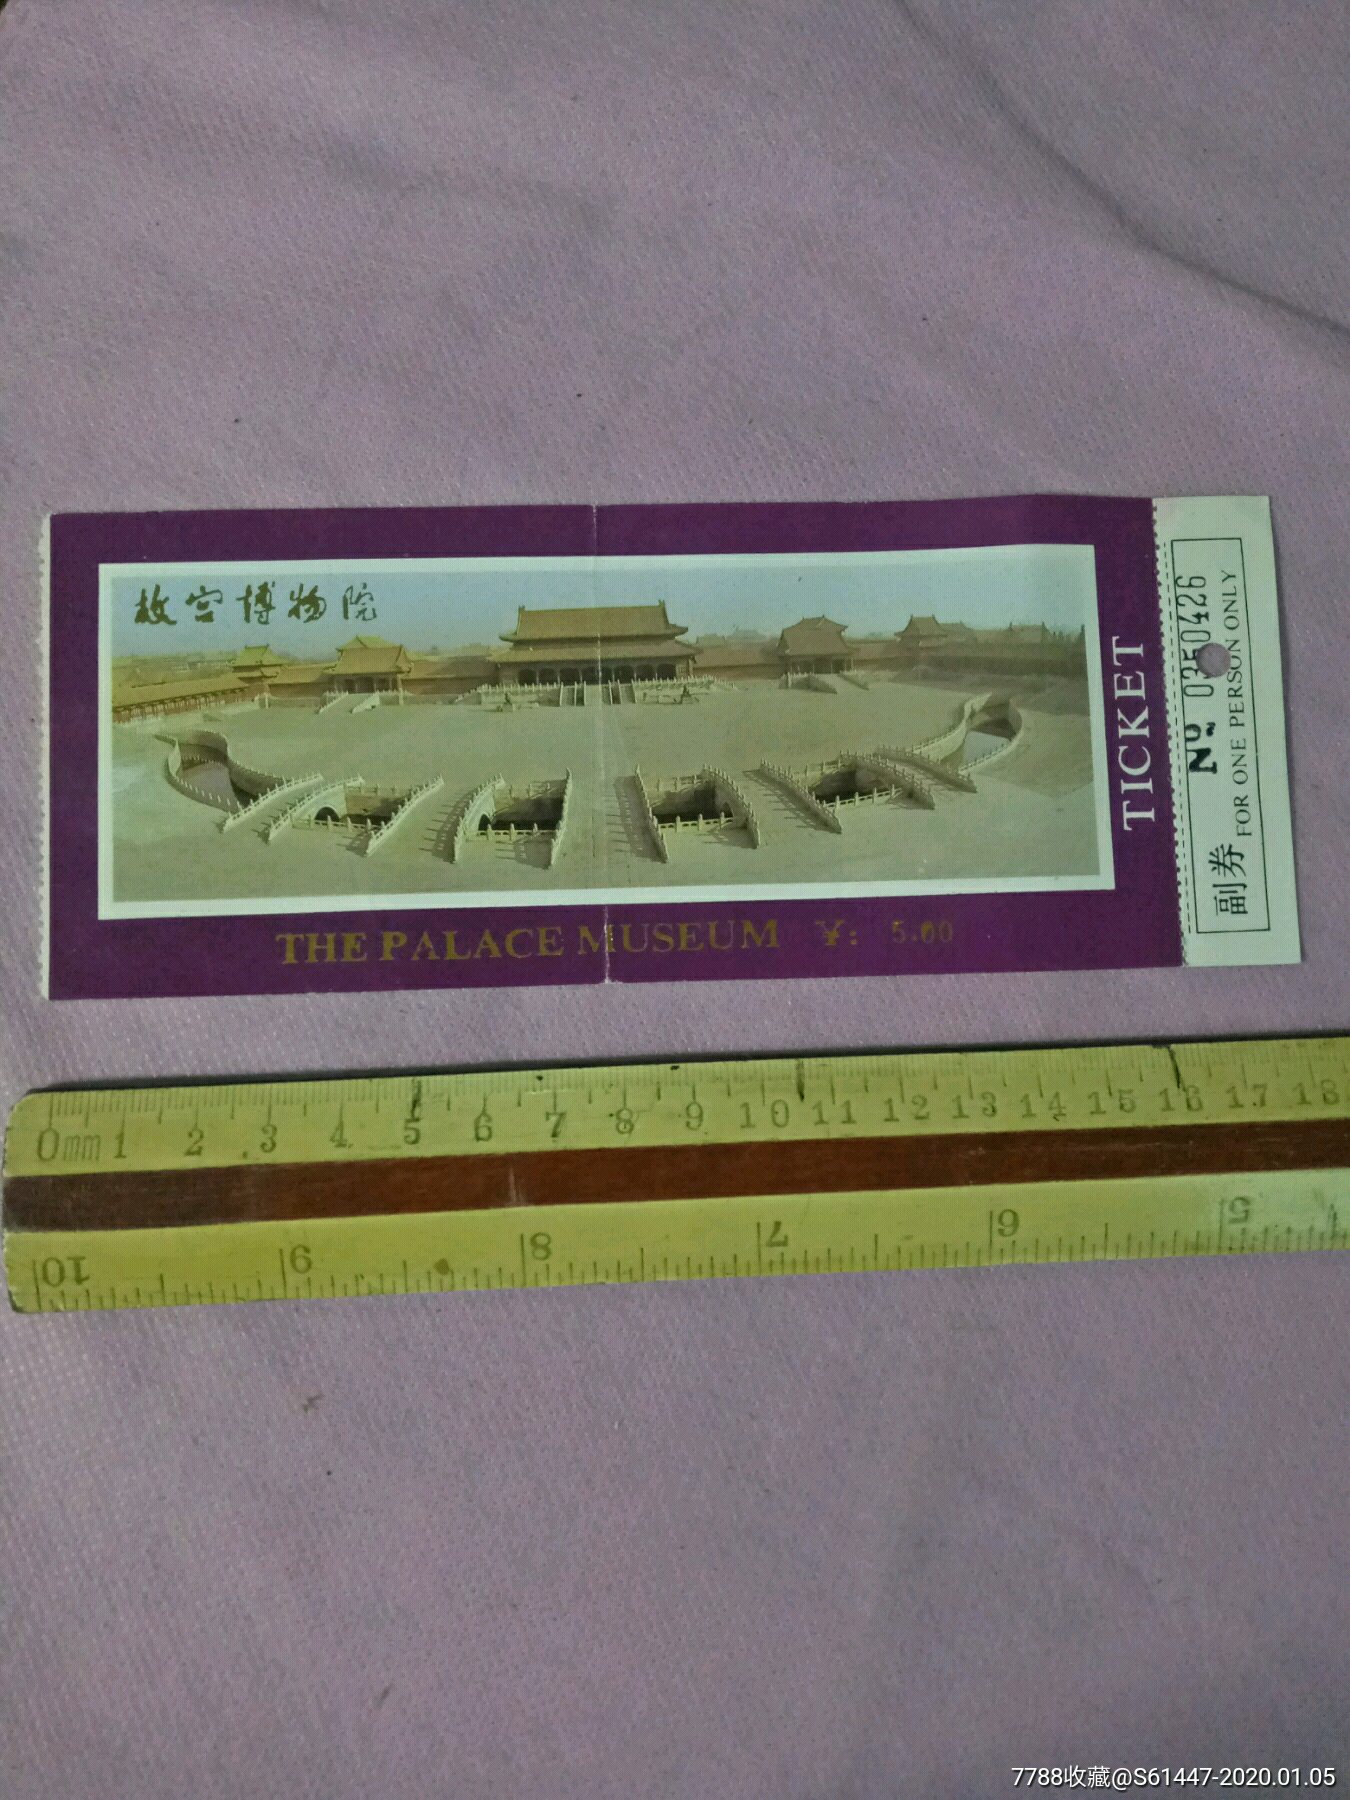 故宫博物院
THE PALACE MUSEUM ¥: 5.00
TICKET
№ 0350426
FOR ONE PERSON ONLY
副券
0mm 1 2 3 4 5 6 7 8 9 10 11 12 13 14 15 16 17 18
10 9 8 7 6 5
7788收藏@S61447-2020.01.05